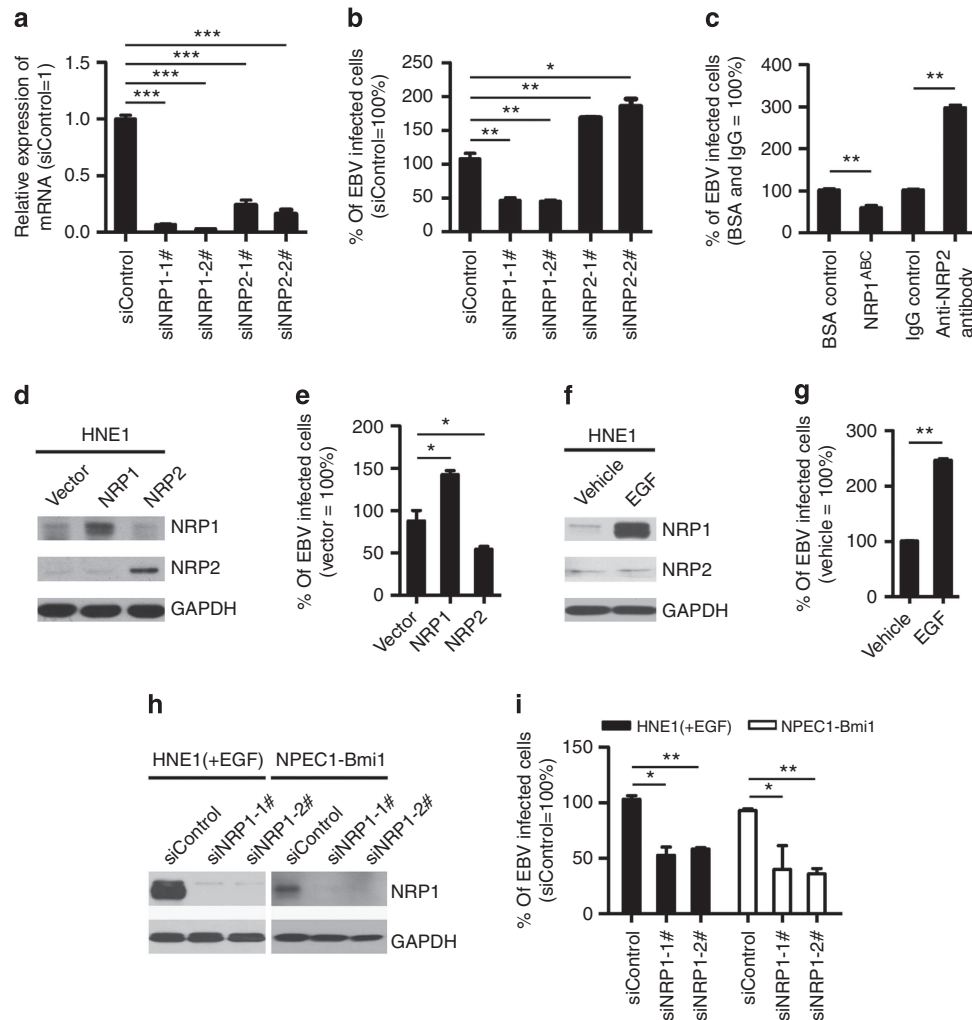 a
Relative expression of
mRNA (siControl=1)
1.5
1.0
0.5
0.0
***
***
***
***
siControl
siNRP1-1#
siNRP1-2#
siNRP2-1#
siNRP2-2#
b
% Of EBV infected cells
(siControl=100%)
250
200
150
100
50
0
*
**
**
**
siControl
siNRP1-1#
siNRP1-2#
siNRP2-1#
siNRP2-2#
c
% of EBV infected cells
(BSA and IgG = 100%)
400
300
200
100
0
**
**
BSA control
NRP1ABC
IgG control
Anti-NRP2
antibody
d
HNE1
Vector
NRP1
NRP2
NRP1
NRP2
GAPDH
e
% Of EBV infected cells
(vector = 100%)
200
150
100
50
0
*
*
Vector
NRP1
NRP2
f
HNE1
Vehicle
EGF
NRP1
NRP2
GAPDH
g
% Of EBV infected cells
(vehicle = 100%)
300
200
100
0
**
Vehicle
EGF
h
HNE1(+EGF)
NPEC1-Bmi1
siControl
siNRP1-1#
siNRP1-2#
siControl
siNRP1-1#
siNRP1-2#
NRP1
GAPDH
i
HNE1(+EGF)
NPEC1-Bmi1
% Of EBV infected cells
(siControl=100%)
150
100
50
0
**
*
**
*
siControl
siNRP1-1#
siNRP1-2#
siControl
siNRP1-1#
siNRP1-2#